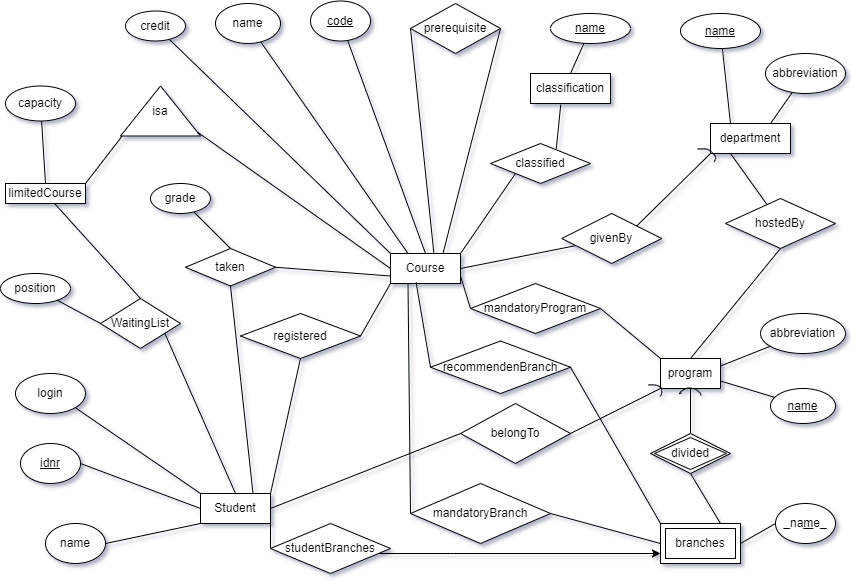 credit
name
code
prerequisite
name
name
abbreviation
classification
capacity
isa
department
classified
limitedCourse
grade
hostedBy
givenBy
taken
Course
position
mandatoryProgram
WaitingList
registered
abbreviation
recommendenBranch
program
login
name
belongTo
divided
idnr
Student
mandatoryBranch
_name_
name
studentBranches
branches